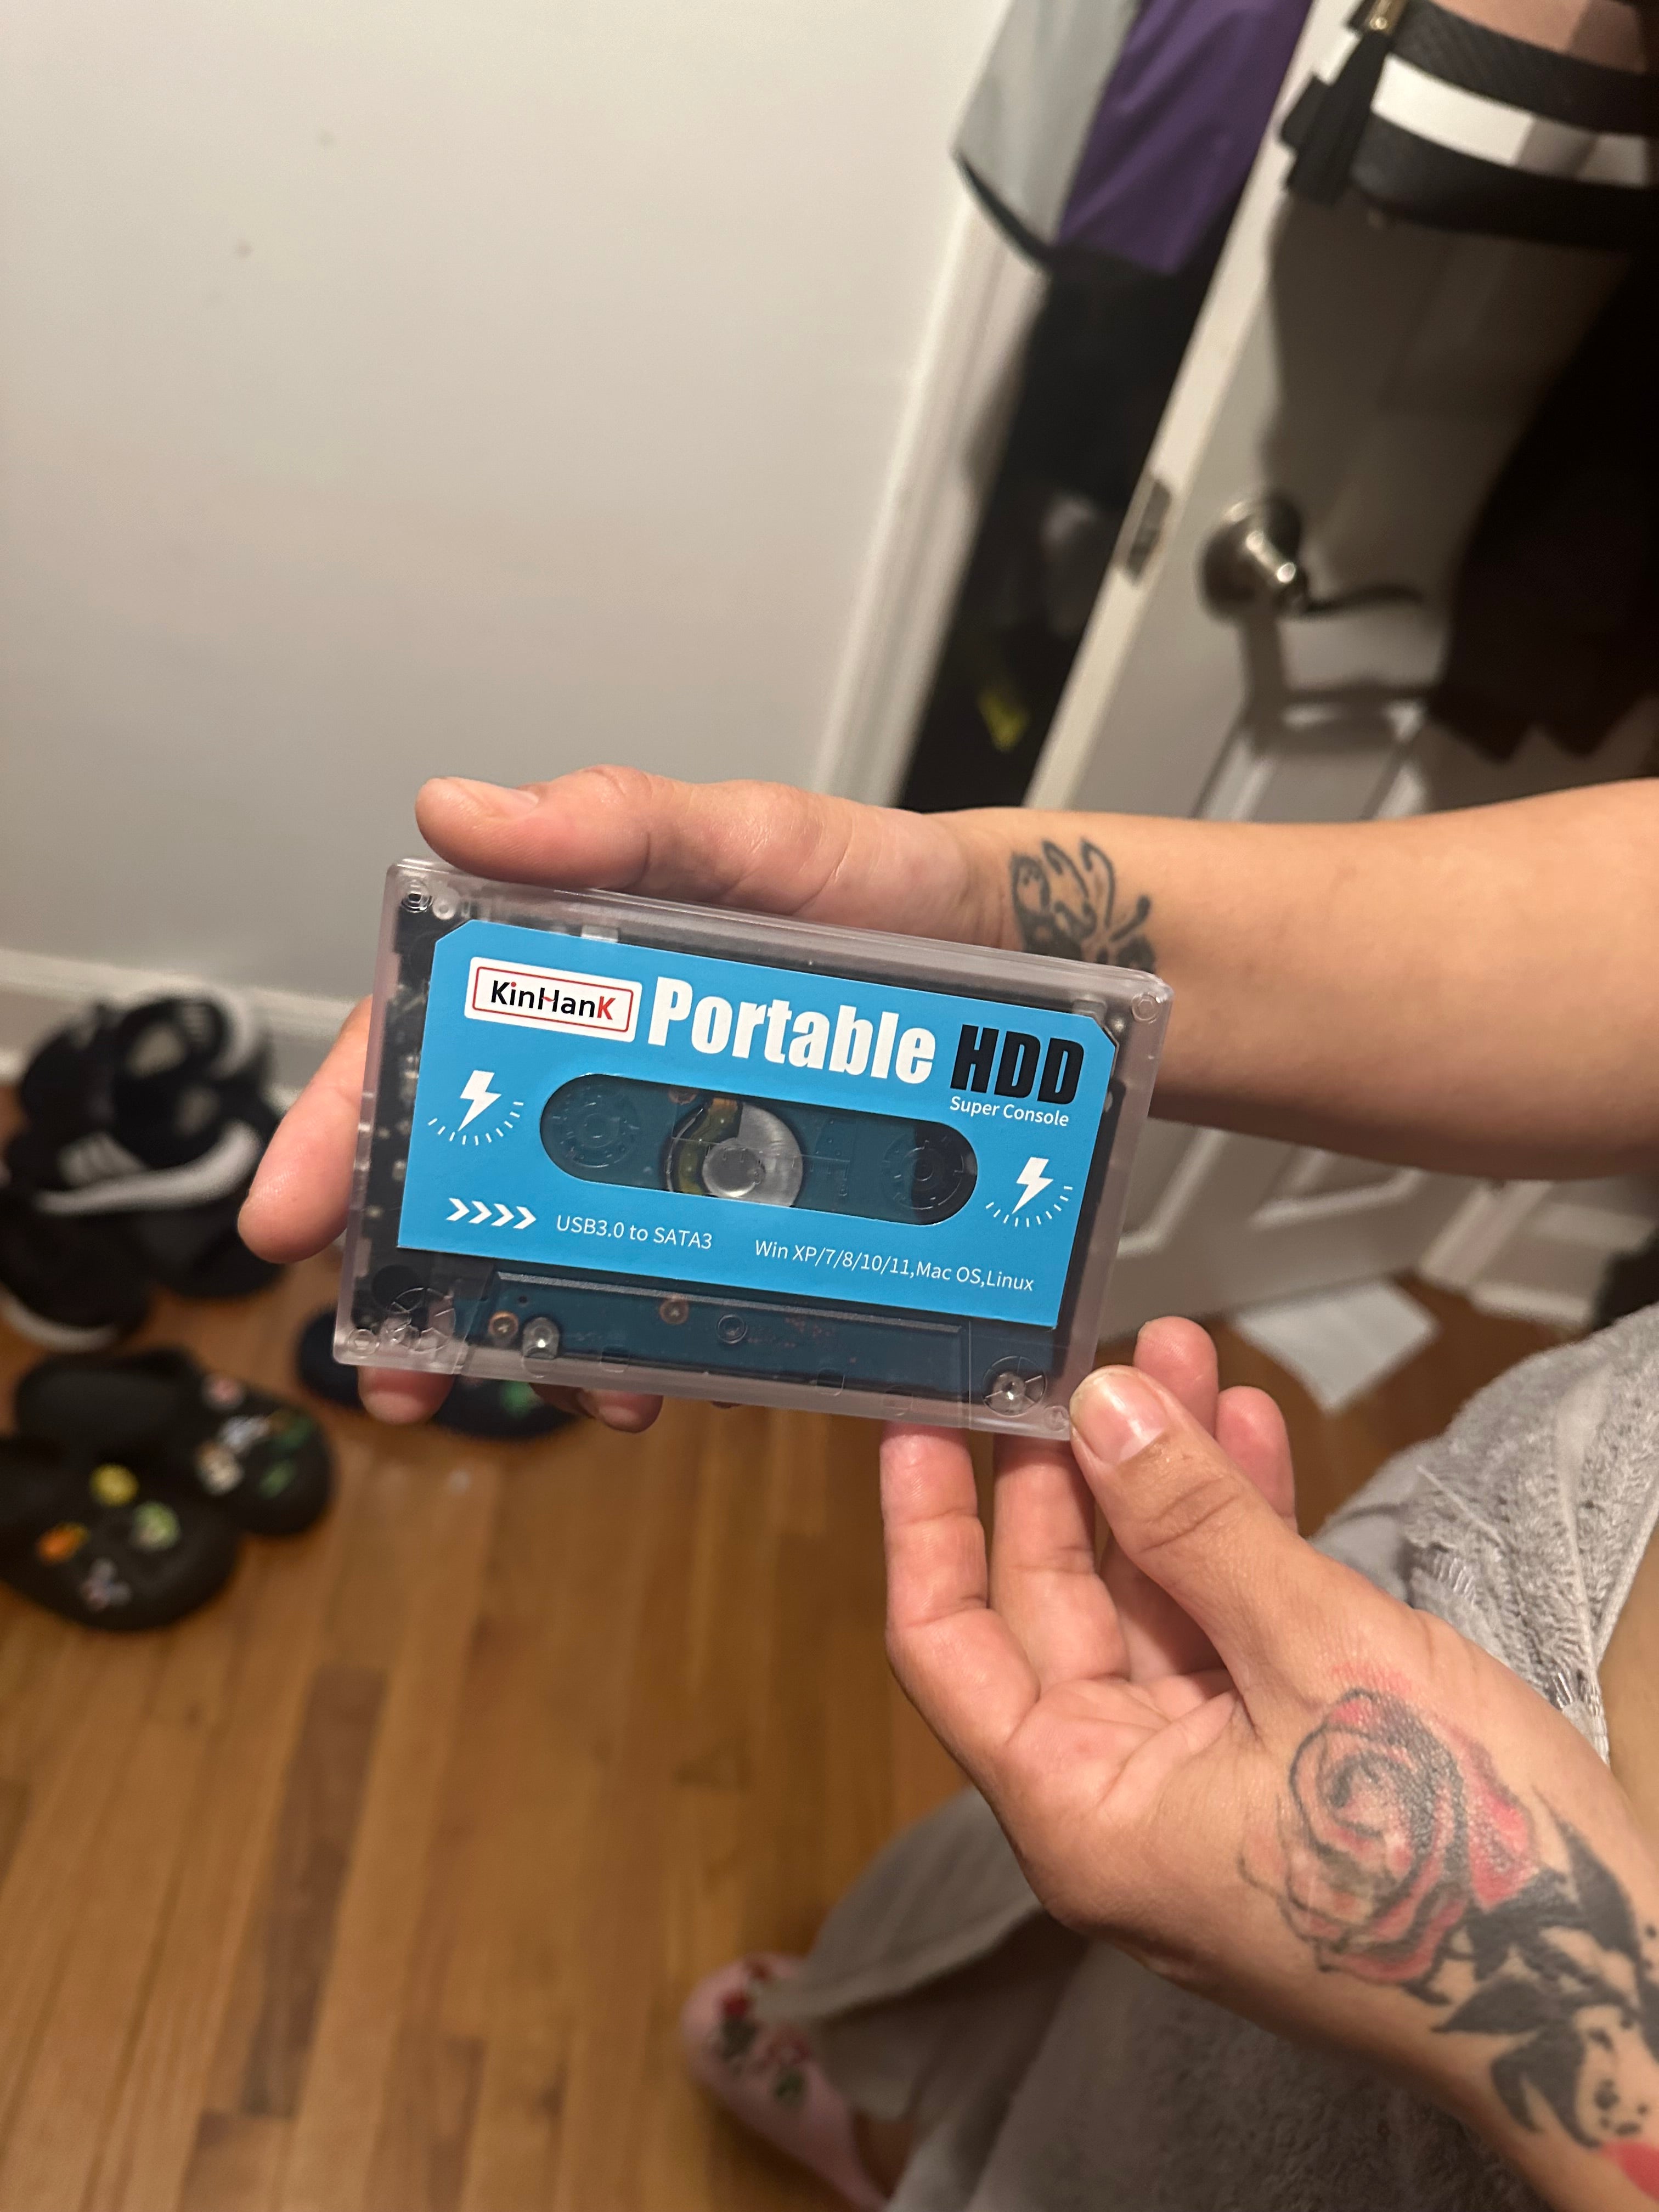 KinHanK Portable HDD
Super Console
USB3.0 to SATA3 Win XP/7/8/10/11,Mac OS,Linux